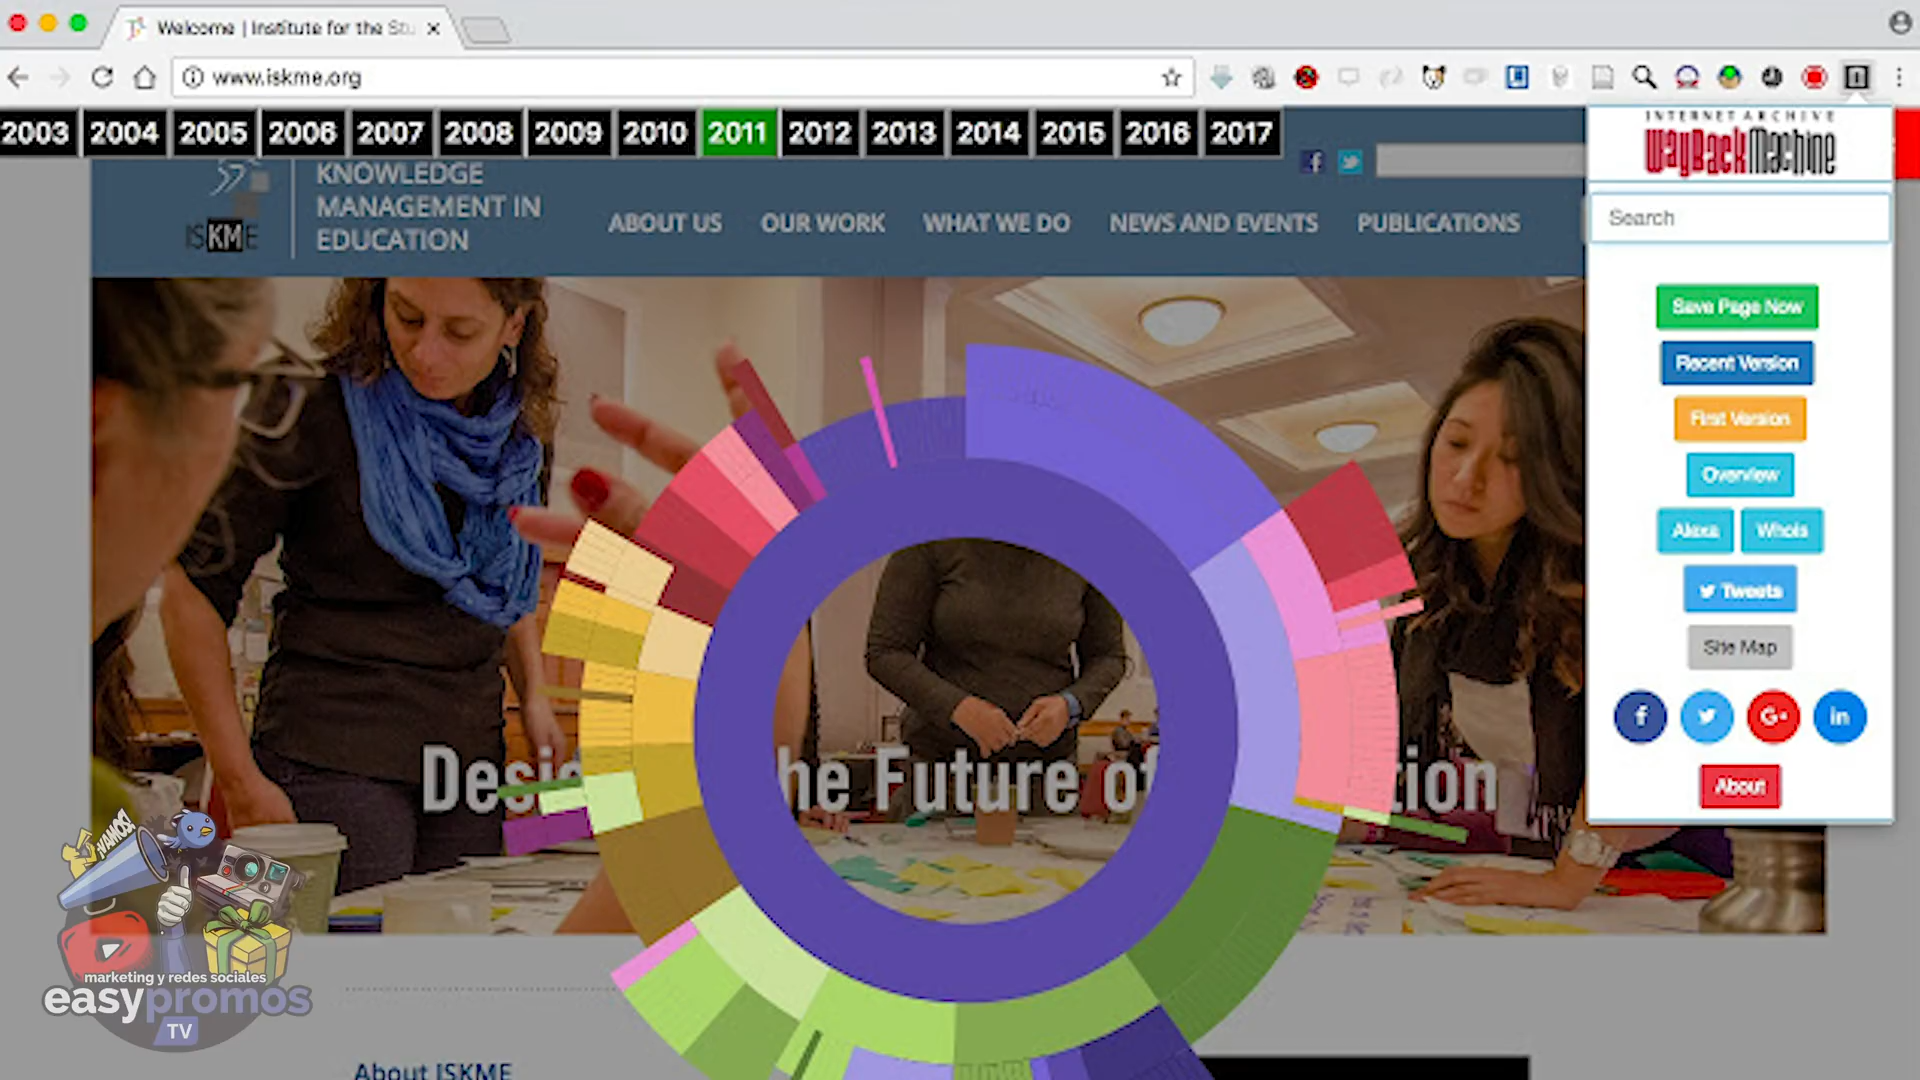 Welcome | Institute for the Stu
www.iskme.org
2003 2004 2005 2006 2007 2008 2009 2010 2011 2012 2013 2014 2015 2016 2017
INTERNET ARCHIVE
WayBackMachine
Search
KNOWLEDGE
MANAGEMENT IN
EDUCATION
ISKME
ABOUT US OUR WORK WHAT WE DO NEWS AND EVENTS PUBLICATIONS
Save Page Now
Recent Version
First Version
Overview
Alexa Whois
Tweets
Site Map
f G+ in
About
Desi he Future of tion
¡VAMOS!
marketing y redes sociales
easypromos
TV
About ISKME